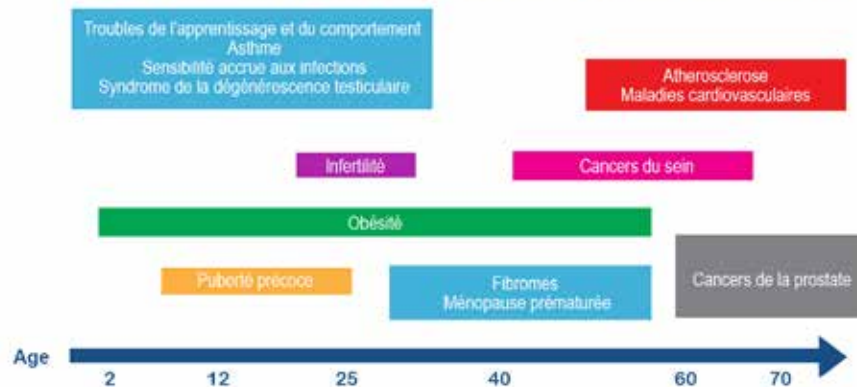 Troubles de l'apprentissage et du comportement
Asthme
Sensibilité accrue aux infections
Syndrome de la dégénérescence testiculaire
Atherosclerose
Maladies cardiovasculaires
Infertilité
Cancers du sein
Obésité
Puberté précoce
Fibromes
Ménopause prématurée
Cancers de la prostate
Age
2 12 25 40 60 70